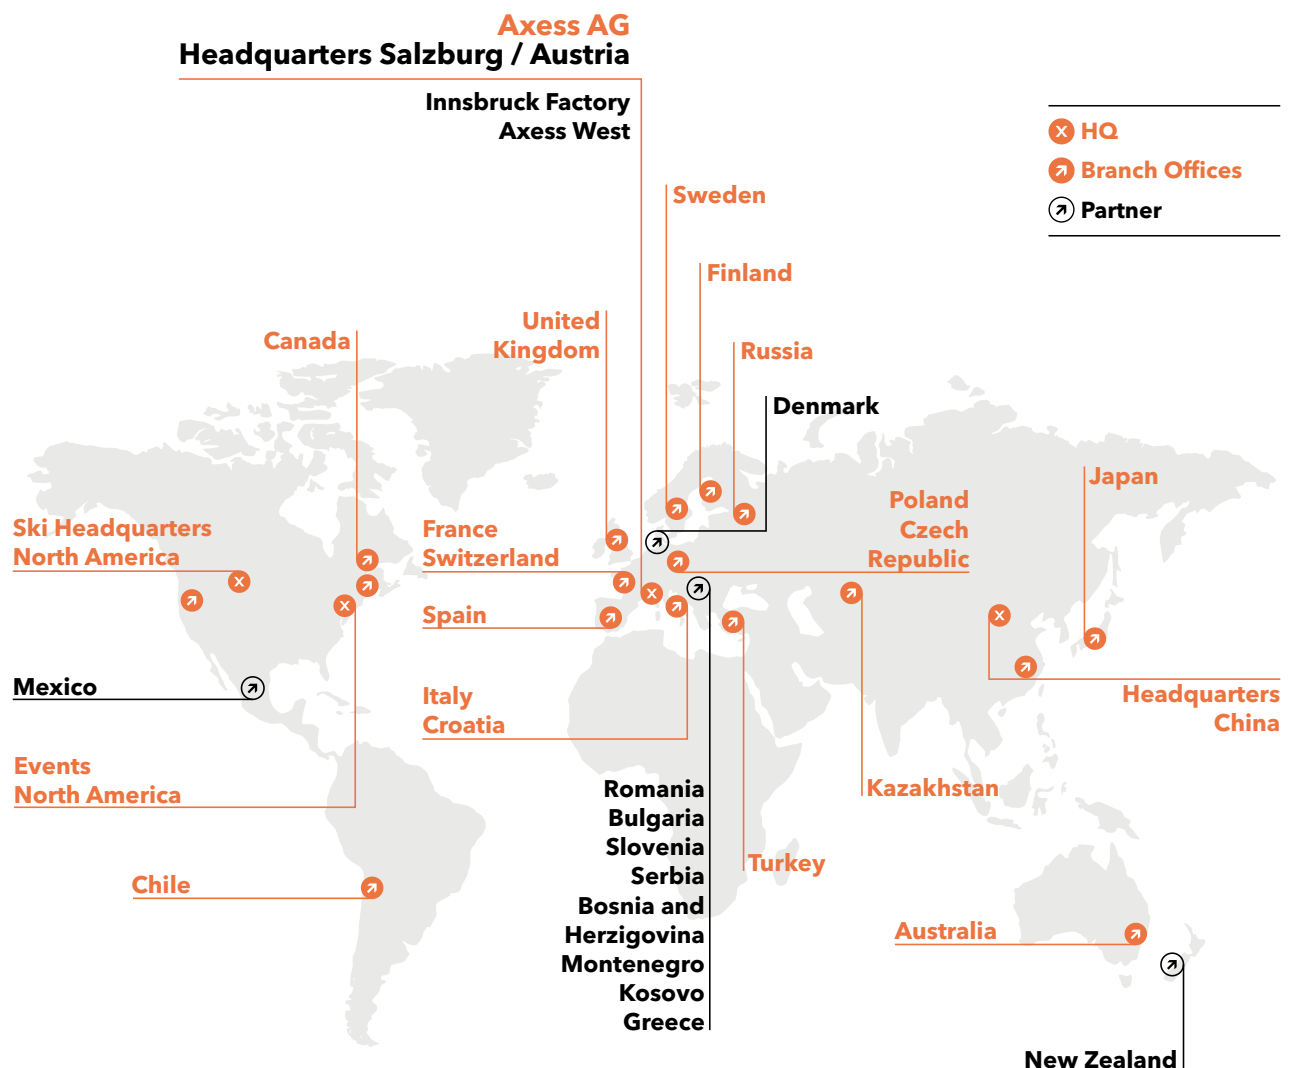 Axess AG
Headquarters Salzburg / Austria
Innsbruck Factory
Axess West
HQ
Branch Offices
Partner
Sweden
Finland
United
Kingdom
Canada
Russia
Denmark
Japan
Poland
Czech
Republic
Ski Headquarters
North America
France
Switzerland
Spain
Mexico
Italy
Croatia
Headquarters
China
Events
North America
Kazakhstan
Romania
Bulgaria
Slovenia
Serbia
Bosnia and
Herzigovina
Montenegro
Kosovo
Greece
Turkey
Chile
Australia
New Zealand